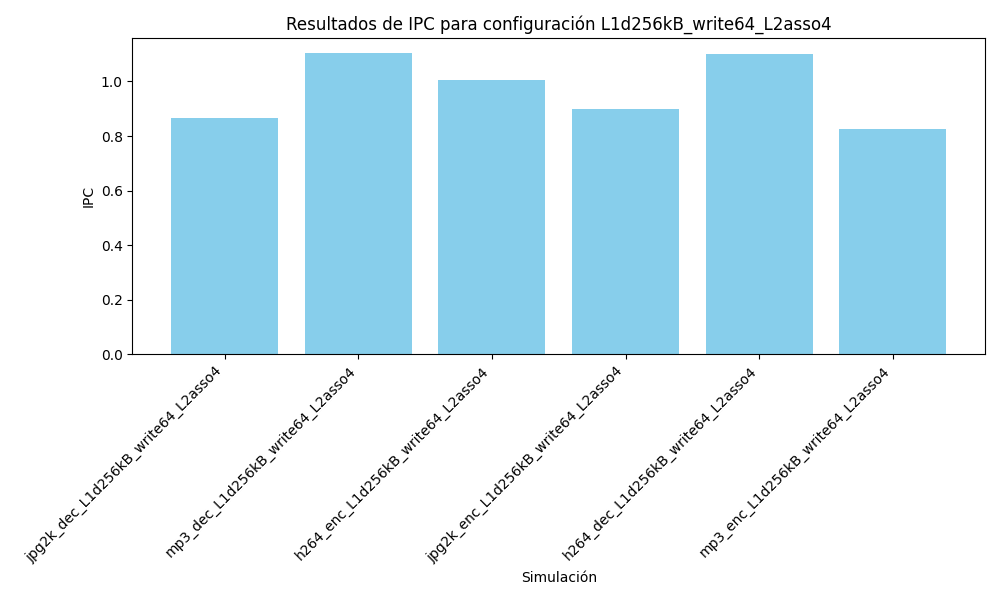 Resultados de IPC para configuración L1d256kB_write64_L2asso4
IPC
1.0
0.8
0.6
0.4
0.2
0.0
jpg2k_dec_L1d256kB_write64_L2asso4
mp3_dec_L1d256kB_write64_L2asso4
h264_enc_L1d256kB_write64_L2asso4
jpg2k_enc_L1d256kB_write64_L2asso4
h264_dec_L1d256kB_write64_L2asso4
mp3_enc_L1d256kB_write64_L2asso4
Simulación